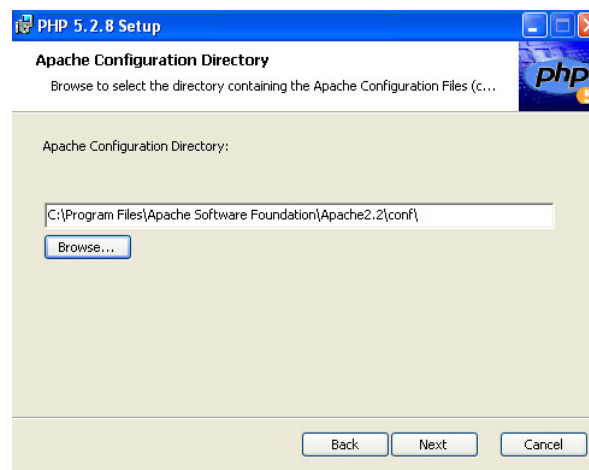 PHP 5.2.8 Setup
Apache Configuration Directory
Browse to select the directory containing the Apache Configuration Files (c...
php
Apache Configuration Directory:
C:\Program Files\Apache Software Foundation\Apache2.2\conf\
Browse...
Back Next Cancel